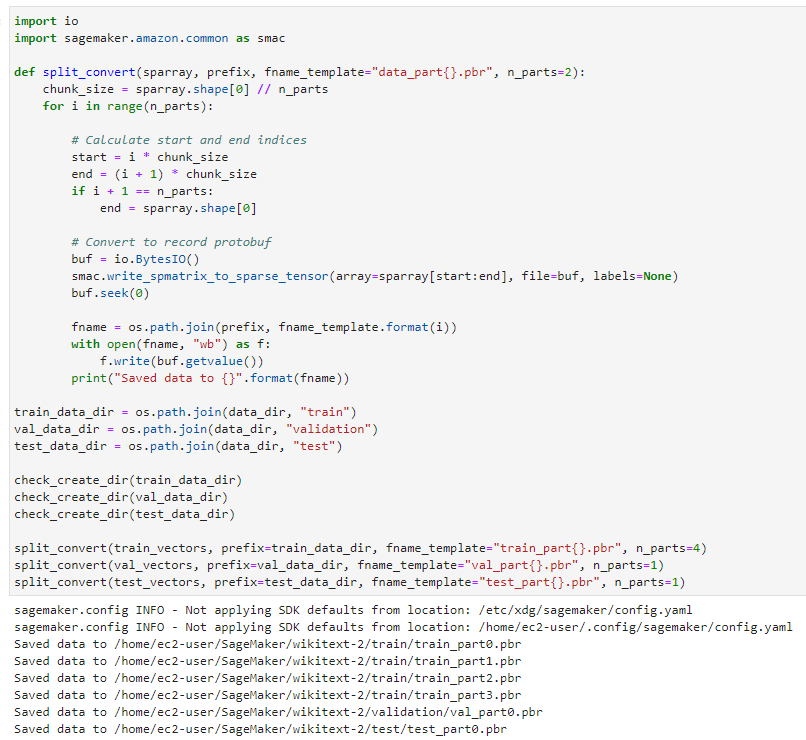 import io
import sagemaker.amazon.common as smac

def split_convert(sparray, prefix, fname_template="data_part{}.pbr", n_parts=2):
    chunk_size = sparray.shape[0] // n_parts
    for i in range(n_parts):

        # Calculate start and end indices
        start = i * chunk_size
        end = (i + 1) * chunk_size
        if i + 1 == n_parts:
            end = sparray.shape[0]

        # Convert to record protobuf
        buf = io.BytesIO()
        smac.write_spmatrix_to_sparse_tensor(array=sparray[start:end], file=buf, labels=None)
        buf.seek(0)

        fname = os.path.join(prefix, fname_template.format(i))
        with open(fname, "wb") as f:
            f.write(buf.getvalue())
        print("Saved data to {}".format(fname))

train_data_dir = os.path.join(data_dir, "train")
val_data_dir = os.path.join(data_dir, "validation")
test_data_dir = os.path.join(data_dir, "test")

check_create_dir(train_data_dir)
check_create_dir(val_data_dir)
check_create_dir(test_data_dir)

split_convert(train_vectors, prefix=train_data_dir, fname_template="train_part{}.pbr", n_parts=4)
split_convert(val_vectors, prefix=val_data_dir, fname_template="val_part{}.pbr", n_parts=1)
split_convert(test_vectors, prefix=test_data_dir, fname_template="test_part{}.pbr", n_parts=1)

sagemaker.config INFO - Not applying SDK defaults from location: /etc/xdg/sagemaker/config.yaml
sagemaker.config INFO - Not applying SDK defaults from location: /home/ec2-user/.config/sagemaker/config.yaml
Saved data to /home/ec2-user/SageMaker/wikitext-2/train/train_part0.pbr
Saved data to /home/ec2-user/SageMaker/wikitext-2/train/train_part1.pbr
Saved data to /home/ec2-user/SageMaker/wikitext-2/train/train_part2.pbr
Saved data to /home/ec2-user/SageMaker/wikitext-2/train/train_part3.pbr
Saved data to /home/ec2-user/SageMaker/wikitext-2/validation/val_part0.pbr
Saved data to /home/ec2-user/SageMaker/wikitext-2/test/test_part0.pbr